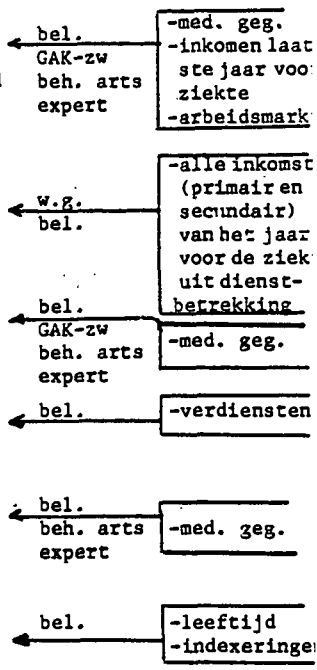 bel.
GAK-zw
beh. arts
expert
-med. geg.
-inkomen laat
ste jaar voo
ziekte
-arbeidsmark
w.g.
bel.
-alle inkomst
(primair en
secundair)
van het jaar
voor de ziek
uit dienst-
betrekking
bel.
GAK-zw
beh. arts
expert
-med. geg.
bel.
-verdiensten
bel.
beh. arts
expert
-med. geg.
bel.
-leeftijd
-indexeringe